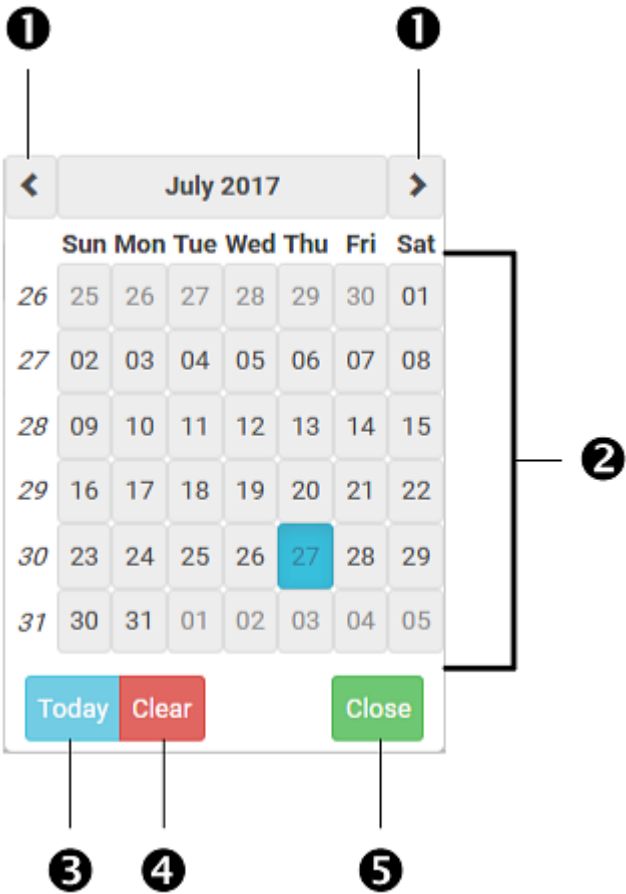 ❶ ❶
July 2017
Sun Mon Tue Wed Thu Fri Sat
26 25 26 27 28 29 30 01
27 02 03 04 05 06 07 08
28 09 10 11 12 13 14 15
❷
29 16 17 18 19 20 21 22
30 23 24 25 26 27 28 29
31 30 31 01 02 03 04 05
Today Clear Close
❸ ❹ ❺